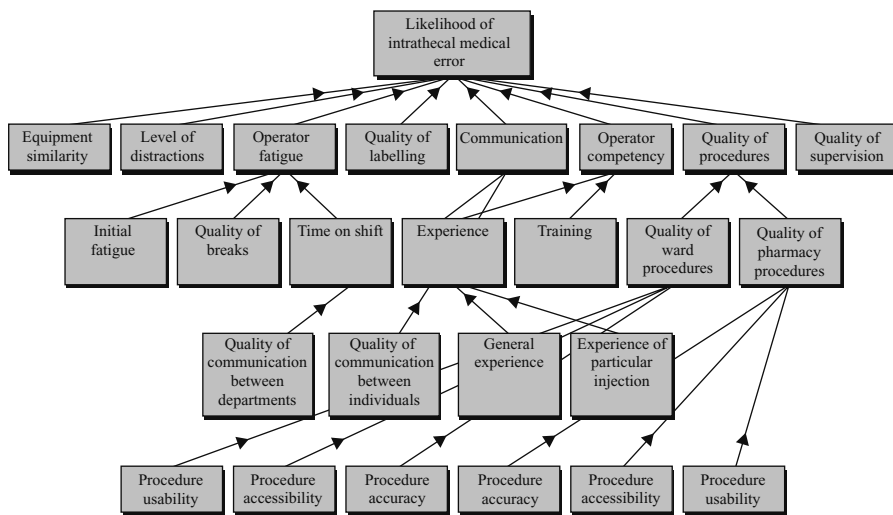 Likelihood of
intrathecal medical
error
Equipment
similarity
Level of
distractions
Operator
fatigue
Quality of
labelling
Communication
Operator
competency
Quality of
procedures
Quality of
supervision
Initial
fatigue
Quality of
breaks
Time on shift
Experience
Training
Quality of
ward
procedures
Quality of
pharmacy
procedures
Quality of
communication
between
departments
Quality of
communication
between
individuals
General
experience
Experience of
particular
injection
Procedure
usability
Procedure
accessibility
Procedure
accuracy
Procedure
accuracy
Procedure
accessibility
Procedure
usability